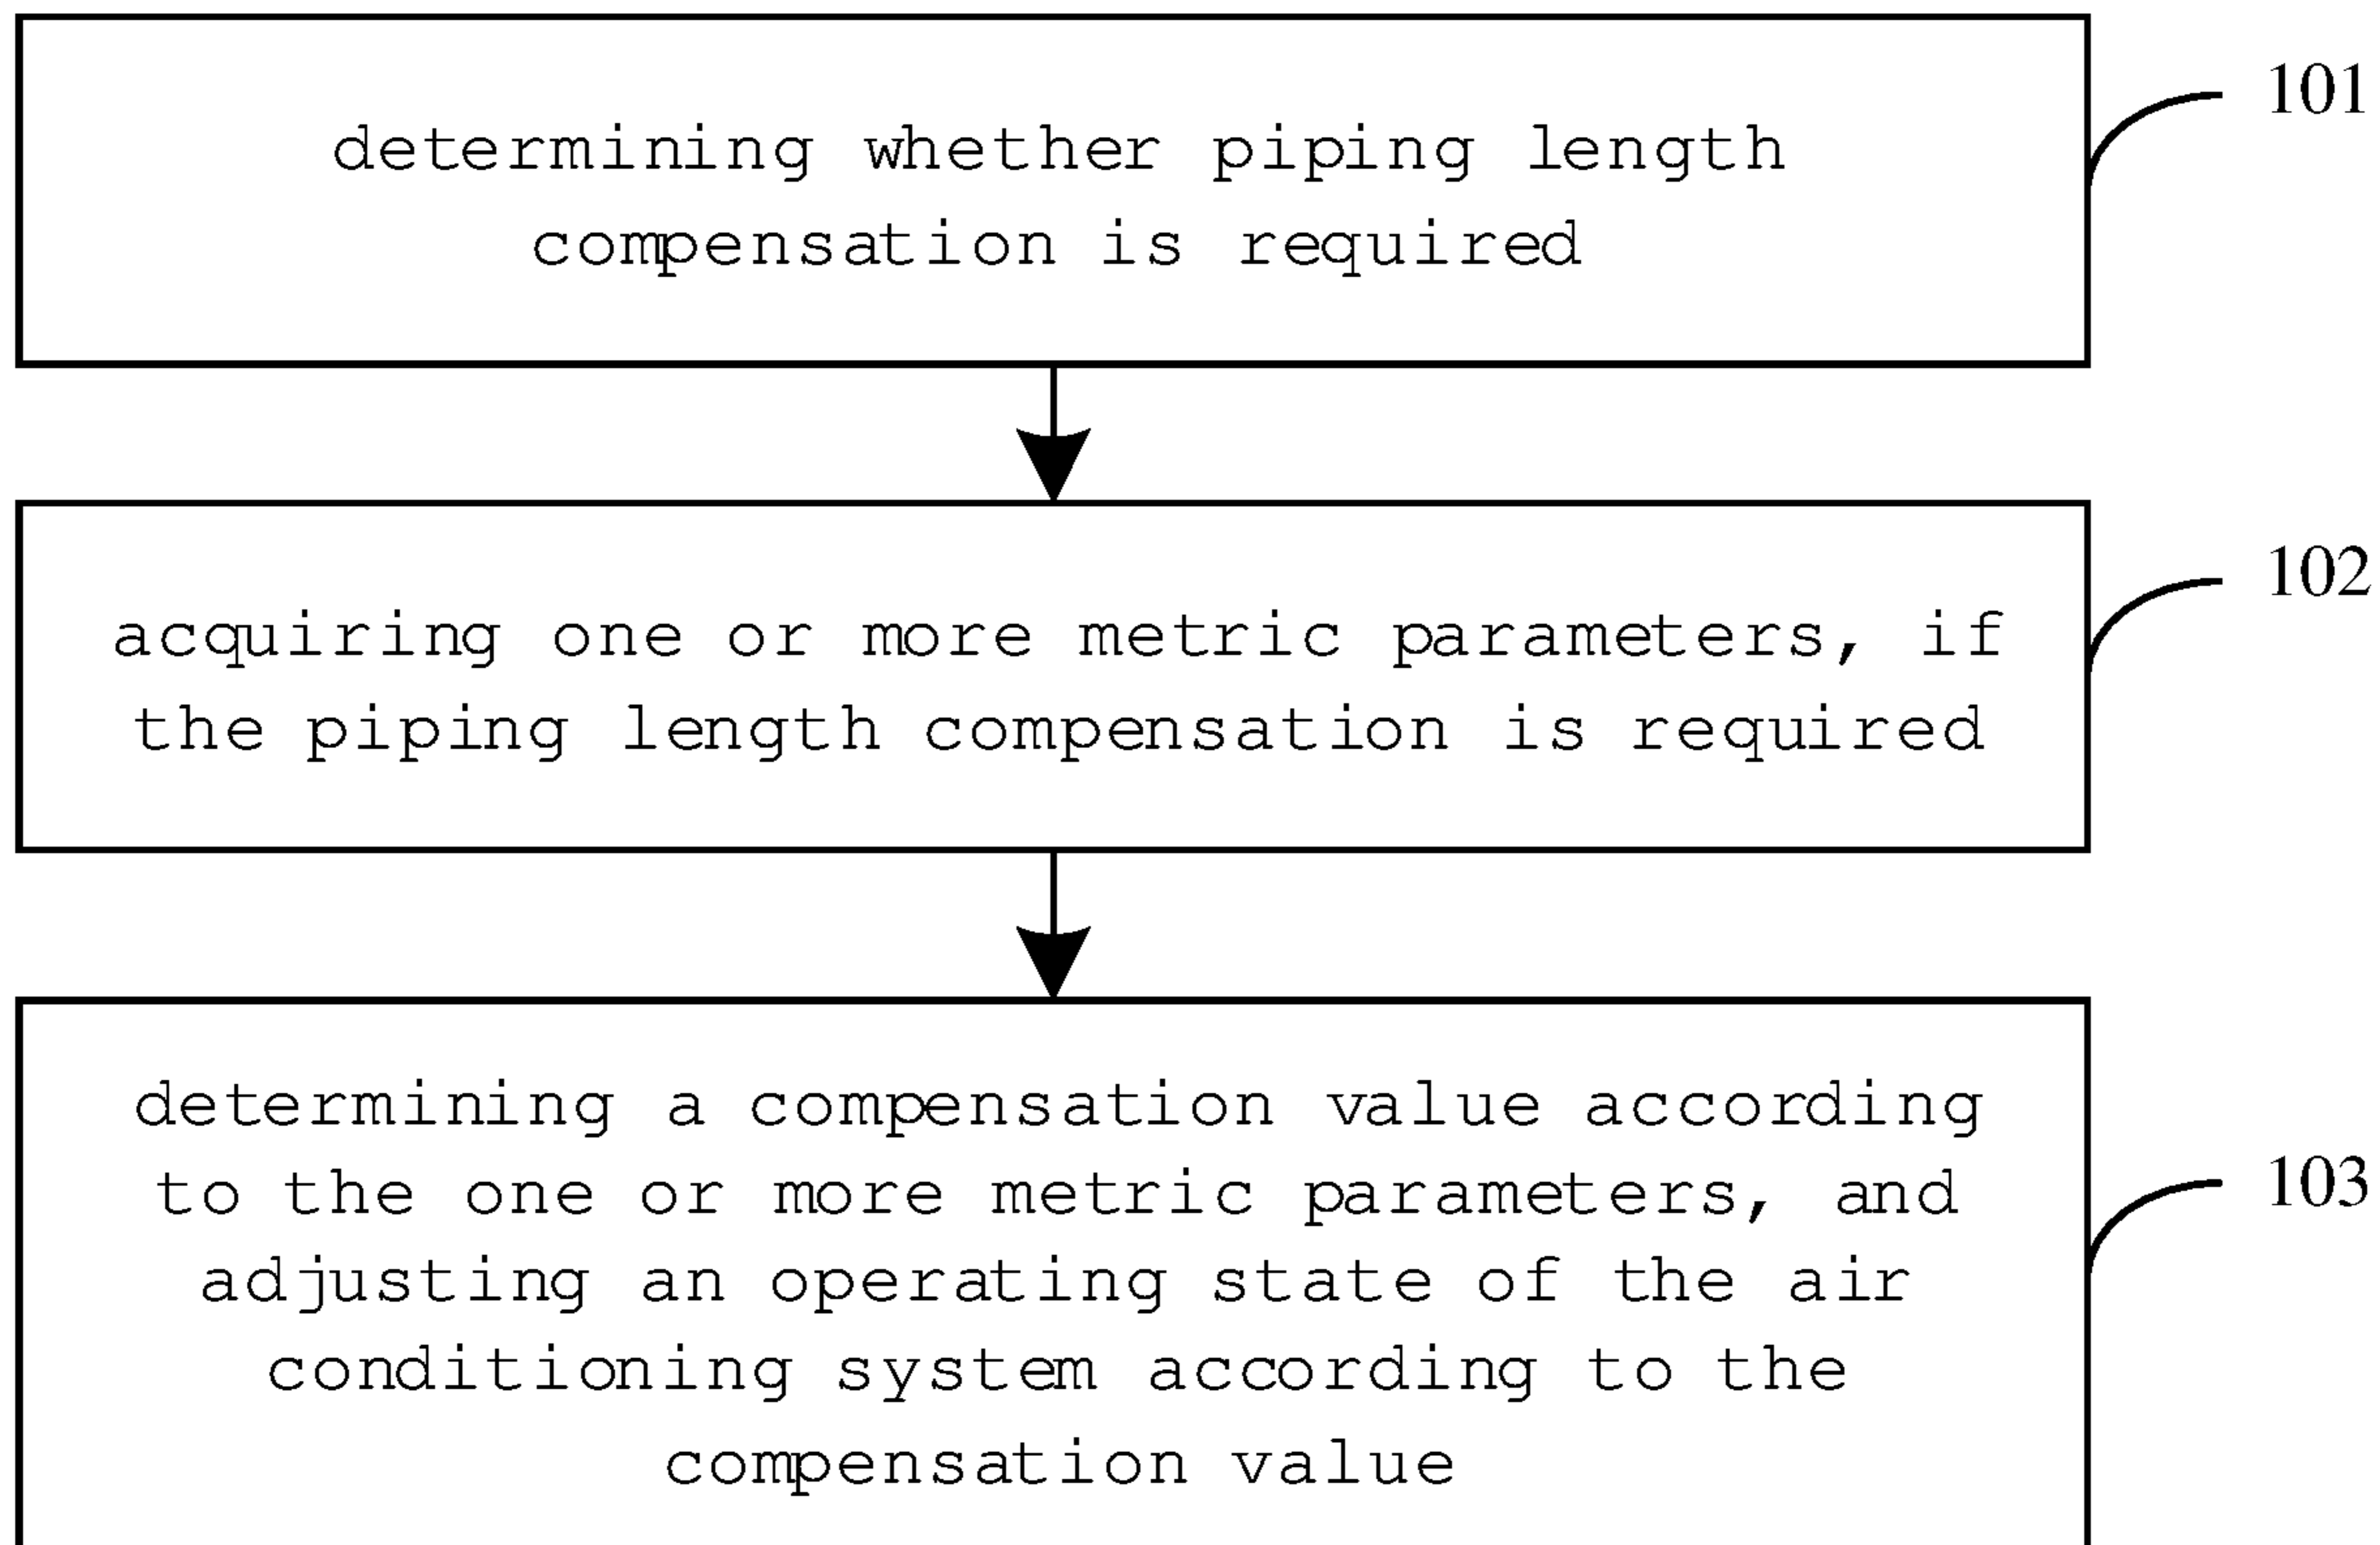 determining whether piping length
compensation is required
101
acquiring one or more metric parameters, if
the piping length compensation is required
102
determining a compensation value according
to the one or more metric parameters, and
adjusting an operating state of the air
conditioning system according to the
compensation value
103